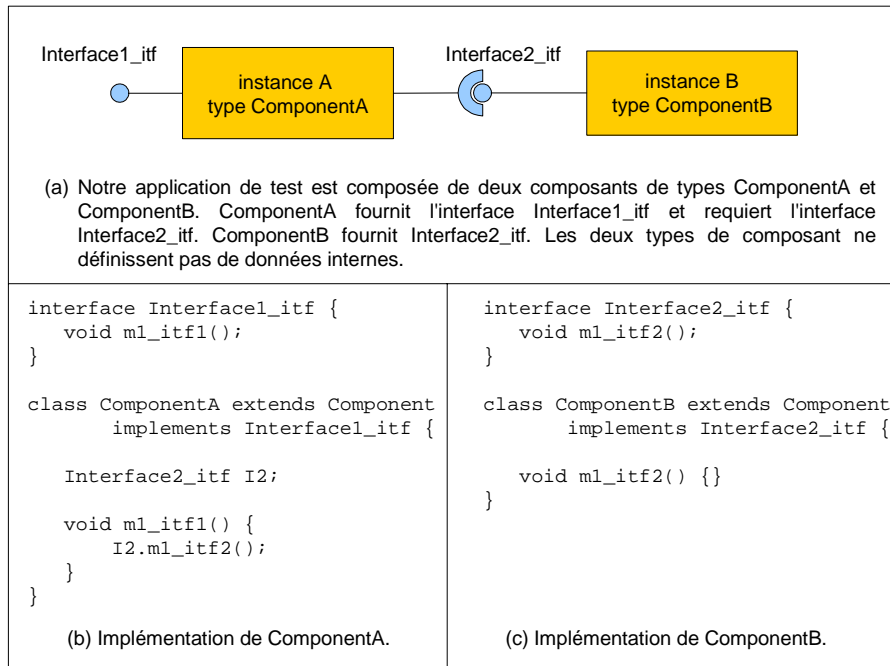 Interface1_itf
Interface2_itf
instance A
type ComponentA
instance B
type ComponentB
(a) Notre application de test est composée de deux composants de types ComponentA et
ComponentB. ComponentA fournit l'interface Interface1_itf et requiert l'interface
Interface2_itf. ComponentB fournit Interface2_itf. Les deux types de composant ne
définissent pas de données internes.
interface Interface1_itf {
void m1_itf1();
}
class ComponentA extends Component
implements Interface1_itf {
Interface2_itf I2;
void m1_itf1() {
I2.m1_itf2();
}
}
(b) Implémentation de ComponentA.
interface Interface2_itf {
void m1_itf2();
}
class ComponentB extends Component
implements Interface2_itf {
void m1_itf2() {}
}
(c) Implémentation de ComponentB.